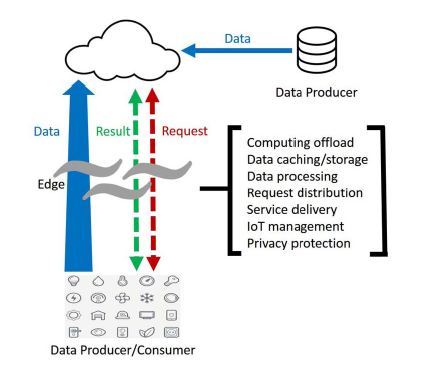 Data
Data Producer
Data
Result
Request
Edge
Computing offload
Data caching/storage
Data processing
Request distribution
Service delivery
IoT management
Privacy protection
Data Producer/Consumer